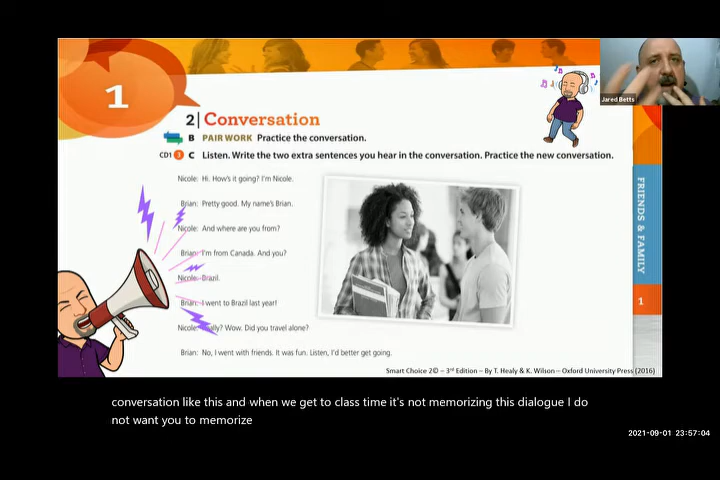 1
Jared Betts
2 | Conversation
B PAIR WORK Practice the conversation.
CD1 3 C Listen. Write the two extra sentences you hear in the conversation. Practice the new conversation.
Nicole: Hi. How's it going? I'm Nicole.
Brian: Pretty good. My name's Brian.
Nicole: And where are you from?
Brian: I'm from Canada. And you?
Nicole: Brazil.
Brian: I went to Brazil last year!
Nicole: Wow. Did you travel alone?
Brian: No, I went with friends. It was fun. Listen, I'd better get going.
FRIENDS & FAMILY
1
Smart Choice 2© – 3rd Edition – By T. Healy & K. Wilson – Oxford University Press (2016)
conversation like this and when we get to class time it's not memorizing this dialogue I do
not want you to memorize
2021-09-01 23:57:04